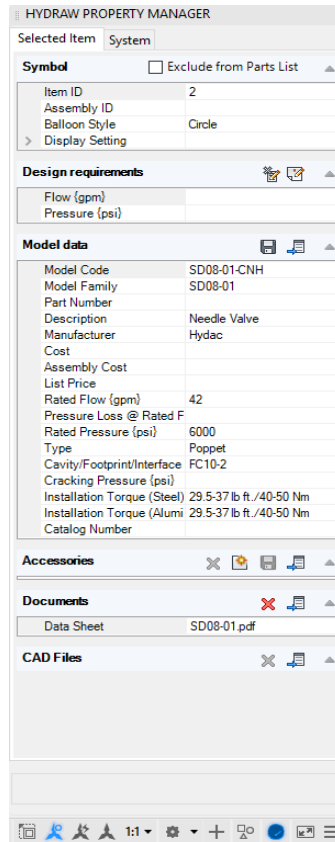 HYDRAW PROPERTY MANAGER
Selected Item System
Symbol Exclude from Parts List
Item ID 2
Assembly ID
Balloon Style Circle
Display Setting
Design requirements
Flow {gpm}
Pressure {psi}
Model data
Model Code SD08-01-CNH
Model Family SD08-01
Part Number
Description Needle Valve
Manufacturer Hydac
Cost
Assembly Cost
List Price
Rated Flow {gpm} 42
Pressure Loss @ Rated F
Rated Pressure {psi} 6000
Type Poppet
Cavity/Footprint/Interface FC10-2
Cracking Pressure {psi}
Installation Torque (Steel) 29.5-37 lb ft./40-50 Nm
Installation Torque (Alumi 29.5-37 lb ft./40-50 Nm
Catalog Number
Accessories
Documents
Data Sheet SD08-01.pdf
CAD Files
1:1